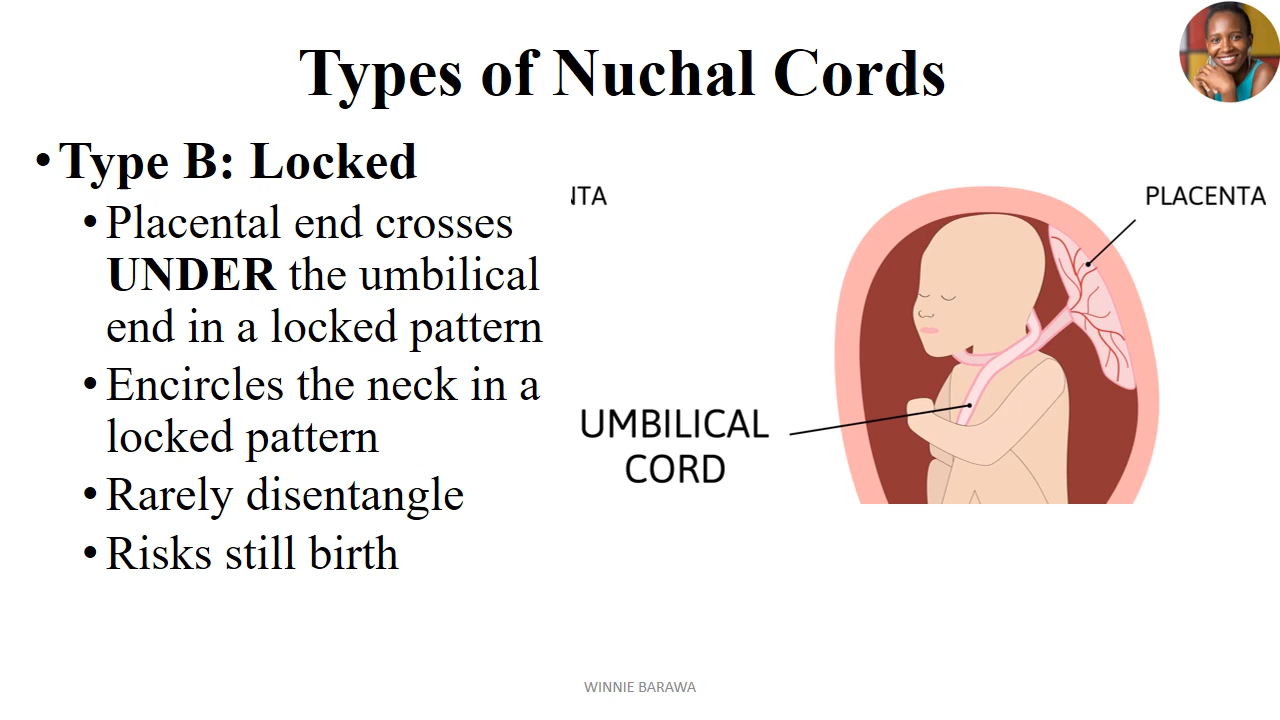 Types of Nuchal Cords
• Type B: Locked
• Placental end crosses
UNDER the umbilical
end in a locked pattern
• Encircles the neck in a
locked pattern
• Rarely disentangle
• Risks still birth
NTA
PLACENTA
UMBILICAL
CORD
WINNIE BARAWA